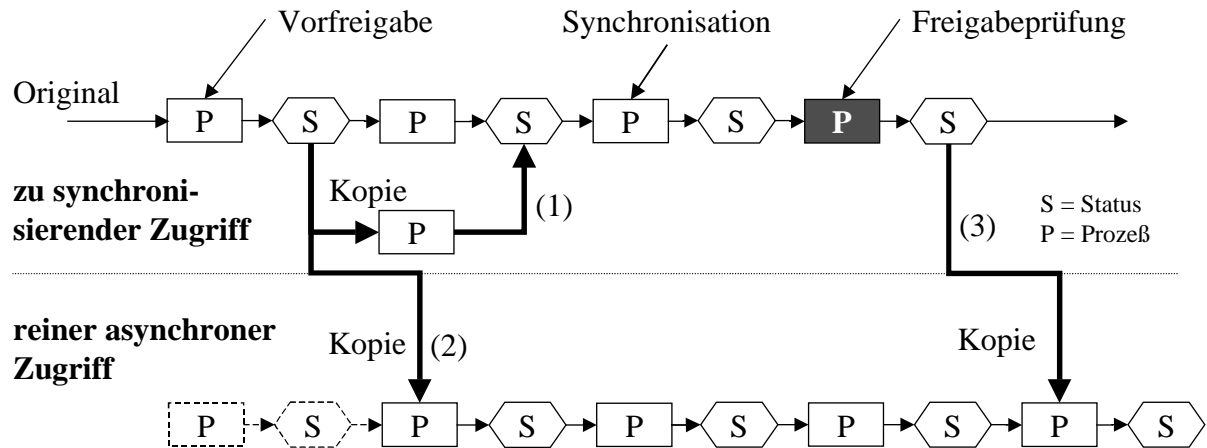 Vorfreigabe
Synchronisation
Freigabeprüfung
Original
P S P S P S P S
zu synchroni-
sierender Zugriff
Kopie
(1)
P
(3)
S = Status
P = Prozeß
reiner asynchroner
Zugriff
Kopie
(2)
Kopie
P S P S P S P S P S